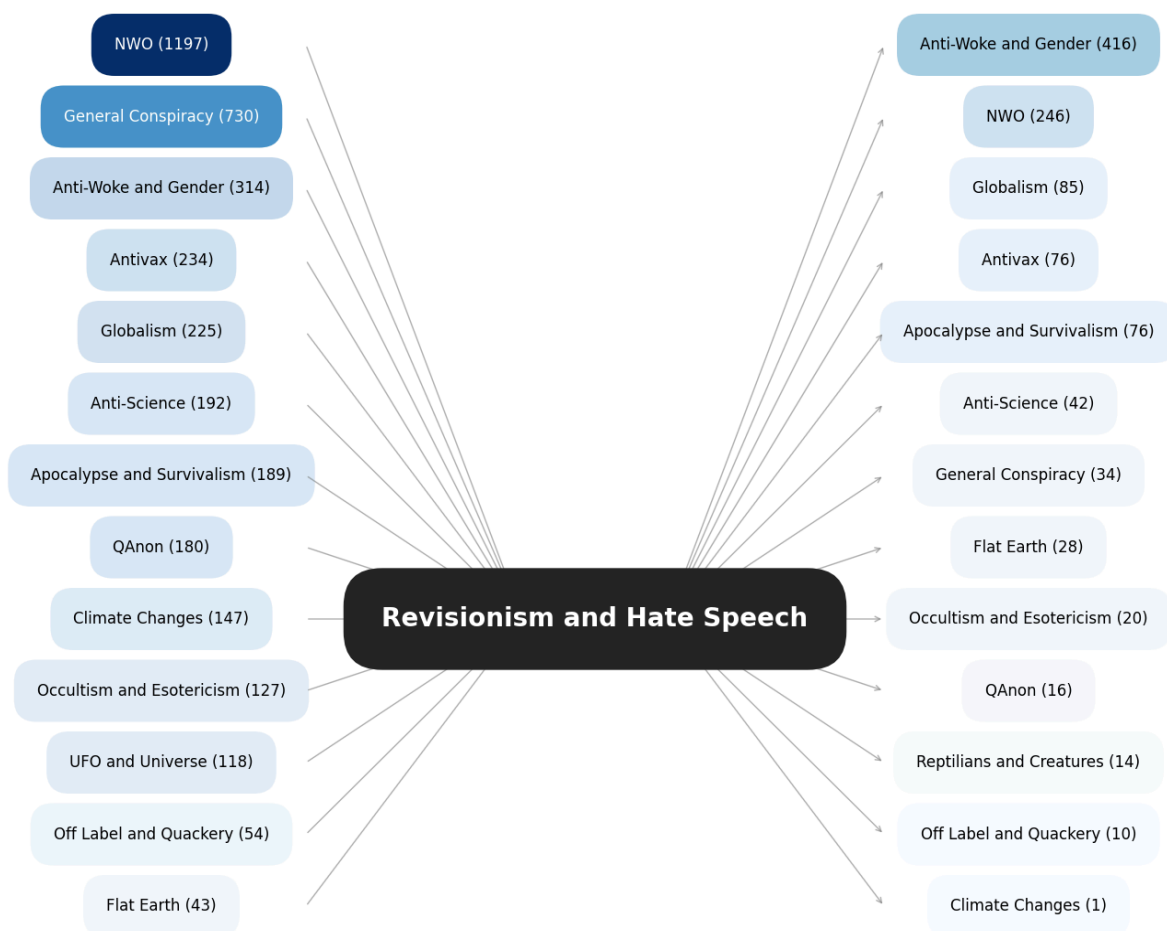 NWO (1197)
General Conspiracy (730)
Anti-Woke and Gender (314)
Antivax (234)
Globalism (225)
Anti-Science (192)
Apocalypse and Survivalism (189)
QAnon (180)
Climate Changes (147)
Occultism and Esotericism (127)
UFO and Universe (118)
Off Label and Quackery (54)
Flat Earth (43)
Revisionism and Hate Speech
Anti-Woke and Gender (416)
NWO (246)
Globalism (85)
Antivax (76)
Apocalypse and Survivalism (76)
Anti-Science (42)
General Conspiracy (34)
Flat Earth (28)
Occultism and Esotericism (20)
QAnon (16)
Reptilians and Creatures (14)
Off Label and Quackery (10)
Climate Changes (1)